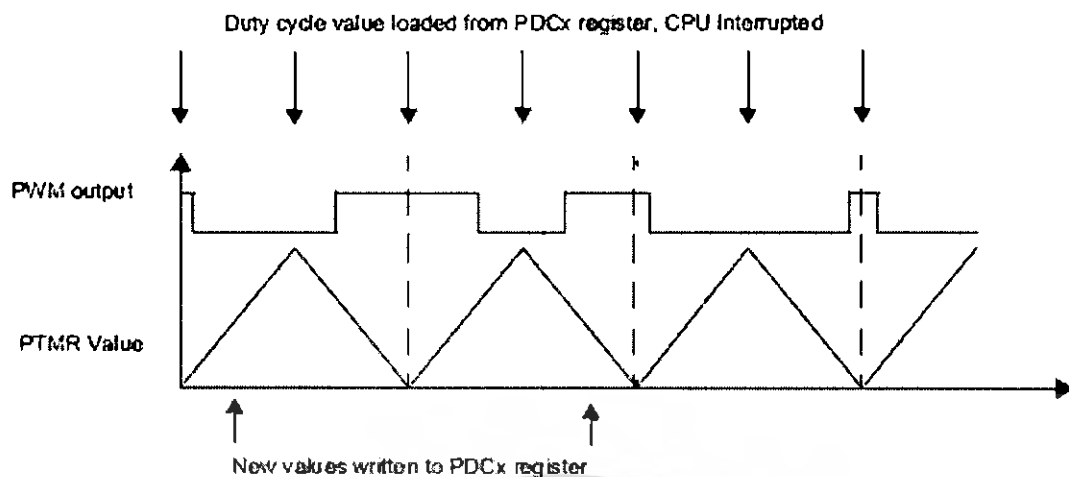 Duty cycle value loaded from PDCx register, CPU Interrupted
PWM output
PTMR Value
New values written to PDCx register